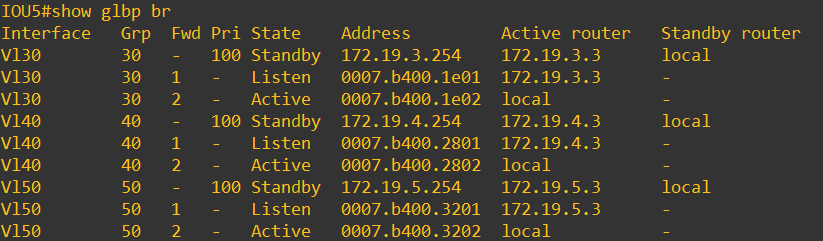 IOU5#show glbp br
Interface   Grp  Fwd Pri State    Address         Active router   Standby router
Vl30        30   -   100 Standby  172.19.3.254    172.19.3.3      local
Vl30        30   1   -   Listen   0007.b400.1e01  172.19.3.3      -
Vl30        30   2   -   Active   0007.b400.1e02  local           -
Vl40        40   -   100 Standby  172.19.4.254    172.19.4.3      local
Vl40        40   1   -   Listen   0007.b400.2801  172.19.4.3      -
Vl40        40   2   -   Active   0007.b400.2802  local           -
Vl50        50   -   100 Standby  172.19.5.254    172.19.5.3      local
Vl50        50   1   -   Listen   0007.b400.3201  172.19.5.3      -
Vl50        50   2   -   Active   0007.b400.3202  local           -